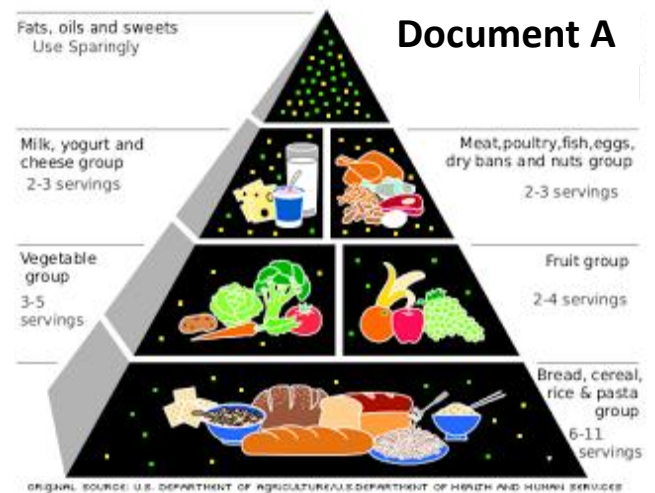 Fats, oils and sweets
Use Sparingly
Document A
Milk, yogurt and
cheese group
2-3 servings
Meat,poultry,fish,eggs,
dry bans and nuts group
2-3 servings
Vegetable
group
3-5
servings
Fruit group
2-4 servings
Bread, cereal,
rice & pasta
group
6-11
servings
ORIGINAL SOURCE: U.S. DEPARTMENT OF AGRICULTURE/U.S.DEPARTMENT OF HEALTH AND HUMAN SERVICES